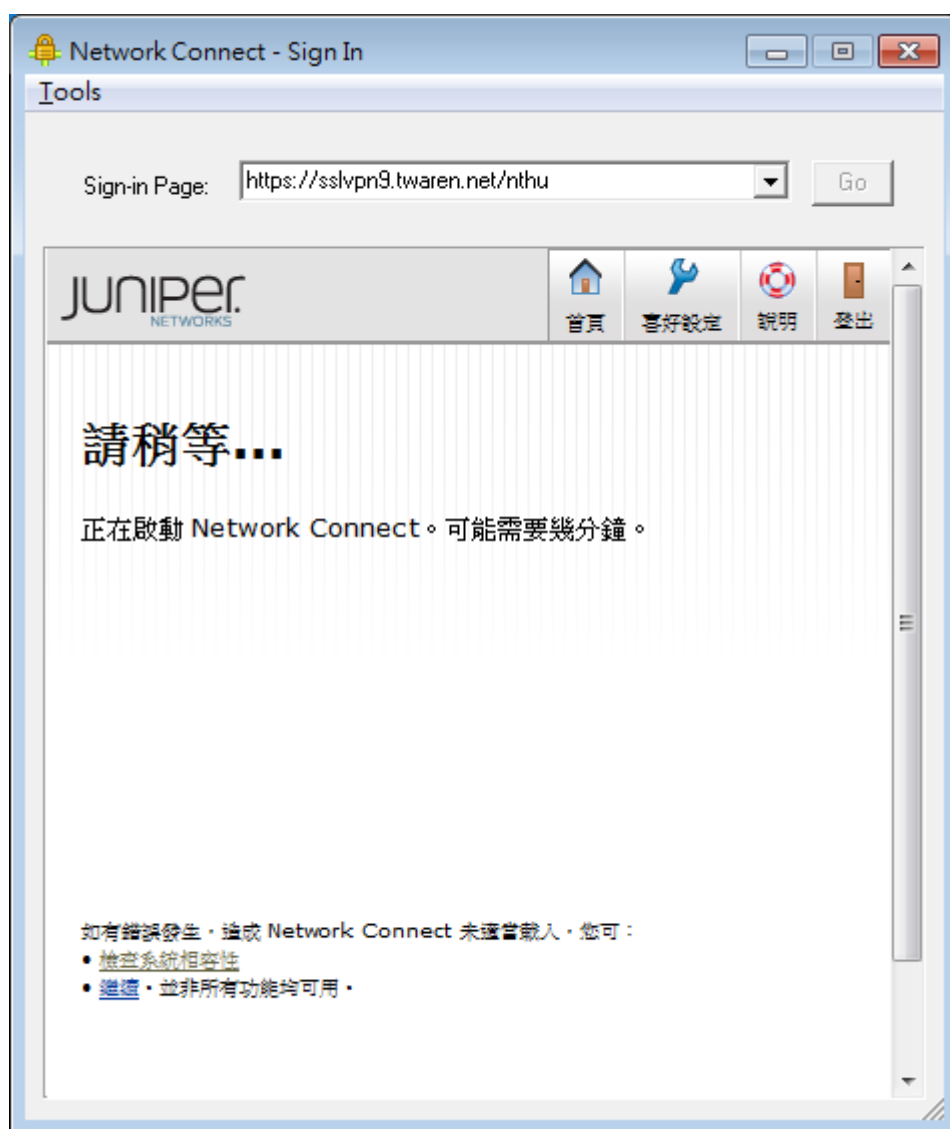 Network Connect - Sign In
Tools
Sign-in Page: https://sslvpn9.twaren.net/nthu Go
JUNIPER
NETWORKS
首頁 喜好設定 說明 登出
請稍等...
正在啟動 Network Connect。可能需要幾分鐘。
如有錯誤發生，造成 Network Connect 未適當載入，您可：
• 檢查系統相容性
• 繼續，並非所有功能均可用。